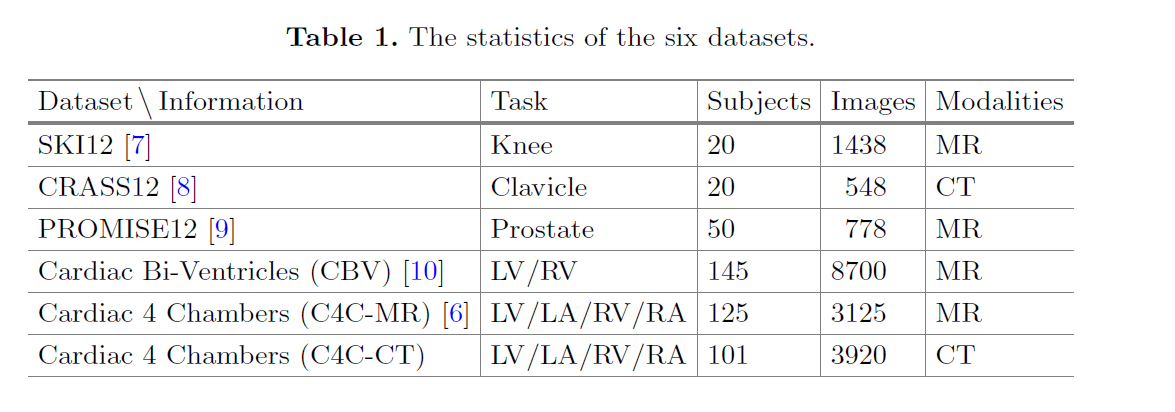 Table 1. The statistics of the six datasets.
Dataset \ Information Task Subjects Images Modalities
SKI12 [7] Knee 20 1438 MR
CRASS12 [8] Clavicle 20 548 CT
PROMISE12 [9] Prostate 50 778 MR
Cardiac Bi-Ventricles (CBV) [10] LV/RV 145 8700 MR
Cardiac 4 Chambers (C4C-MR) [6] LV/LA/RV/RA 125 3125 MR
Cardiac 4 Chambers (C4C-CT) LV/LA/RV/RA 101 3920 CT